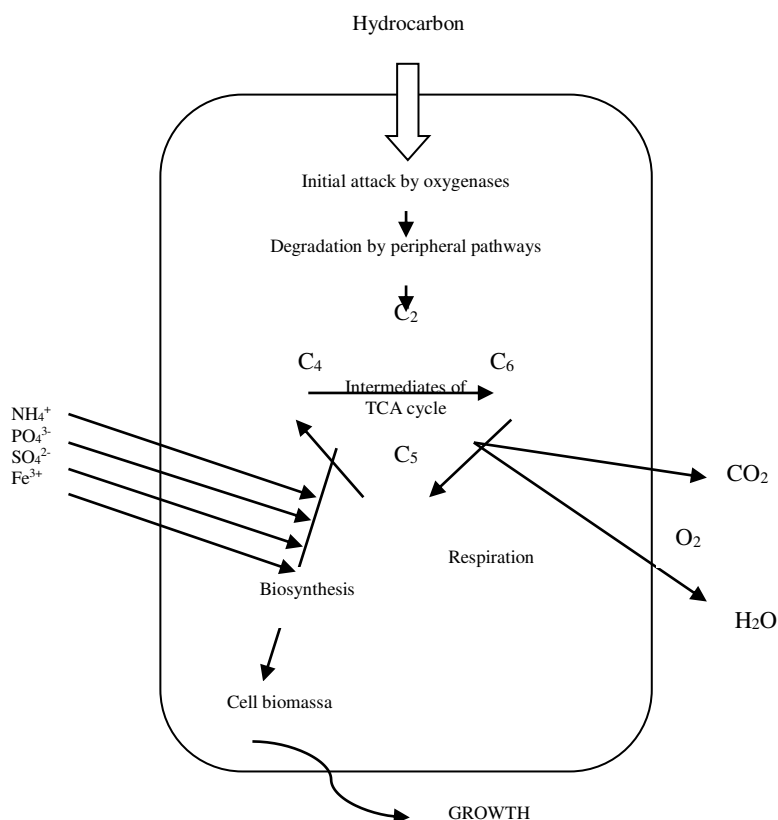 Hydrocarbon
Initial attack by oxygenases
Degradation by peripheral pathways
C₂
C₄
C₆
Intermediates of
TCA cycle
C₅
NH₄⁺
PO₄³⁻
SO₄²⁻
Fe³⁺
CO₂
O₂
Respiration
H₂O
Biosynthesis
Cell biomassa
GROWTH